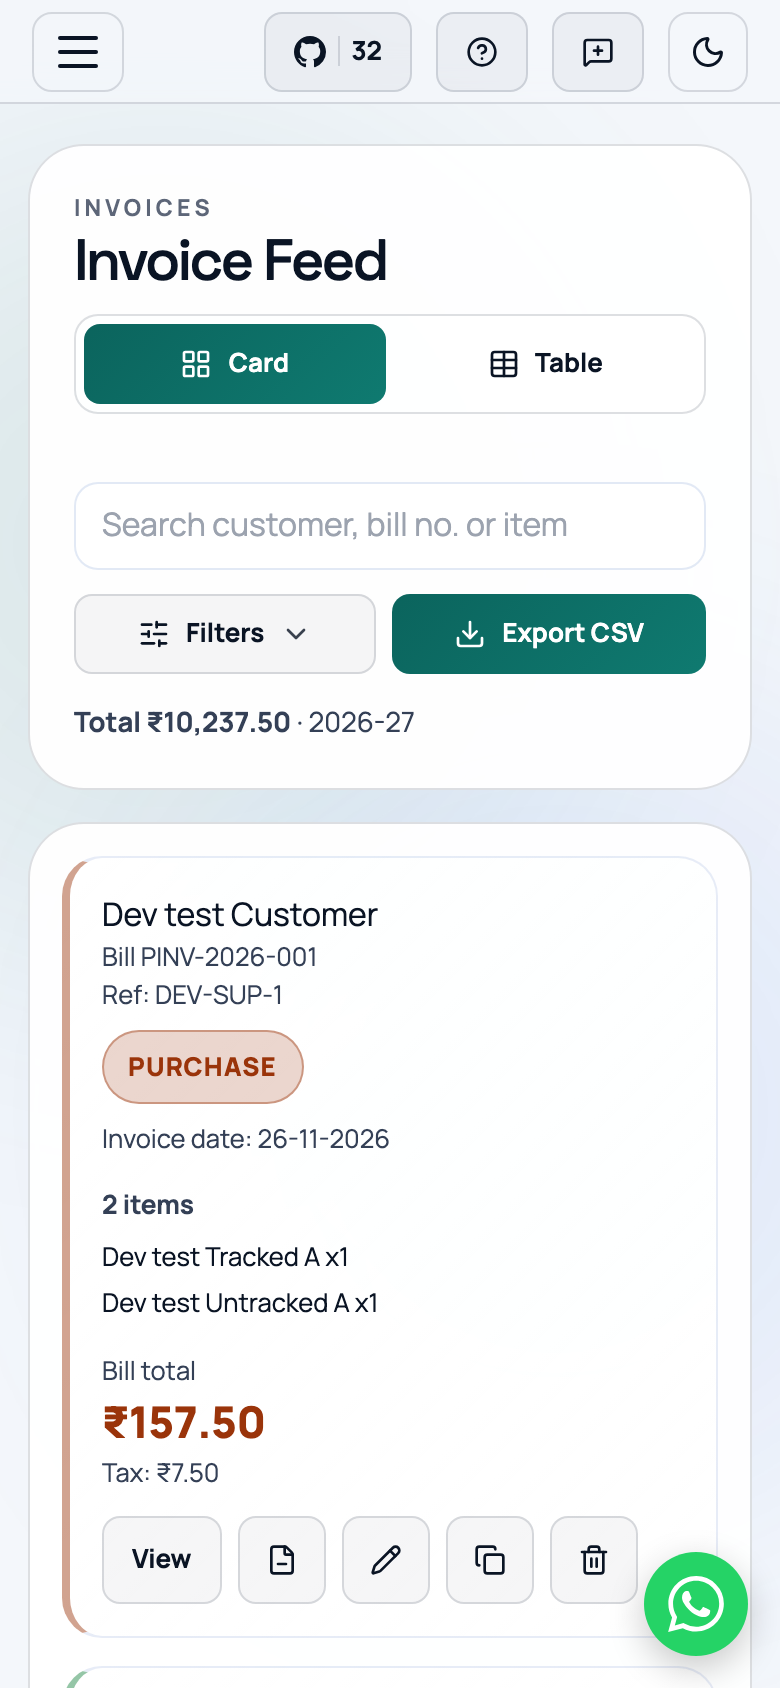 32
INVOICES
Invoice Feed
Card
Table
Search customer, bill no. or item
Filters
Export CSV
Total ₹10,237.50 · 2026-27
Dev test Customer
Bill PINV-2026-001
Ref: DEV-SUP-1
PURCHASE
Invoice date: 26-11-2026
2 items
Dev test Tracked A x1
Dev test Untracked A x1
Bill total
₹157.50
Tax: ₹7.50
View